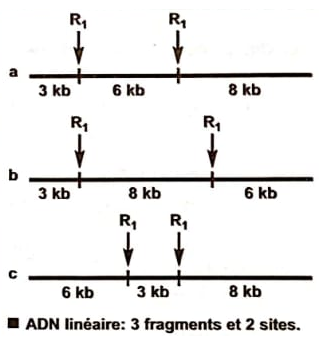 R1 R1
a
3 kb 6 kb 8 kb
R1 R1
b
3 kb 8 kb 6 kb
R1 R1
c
6 kb 3 kb 8 kb
■ ADN linéaire: 3 fragments et 2 sites.